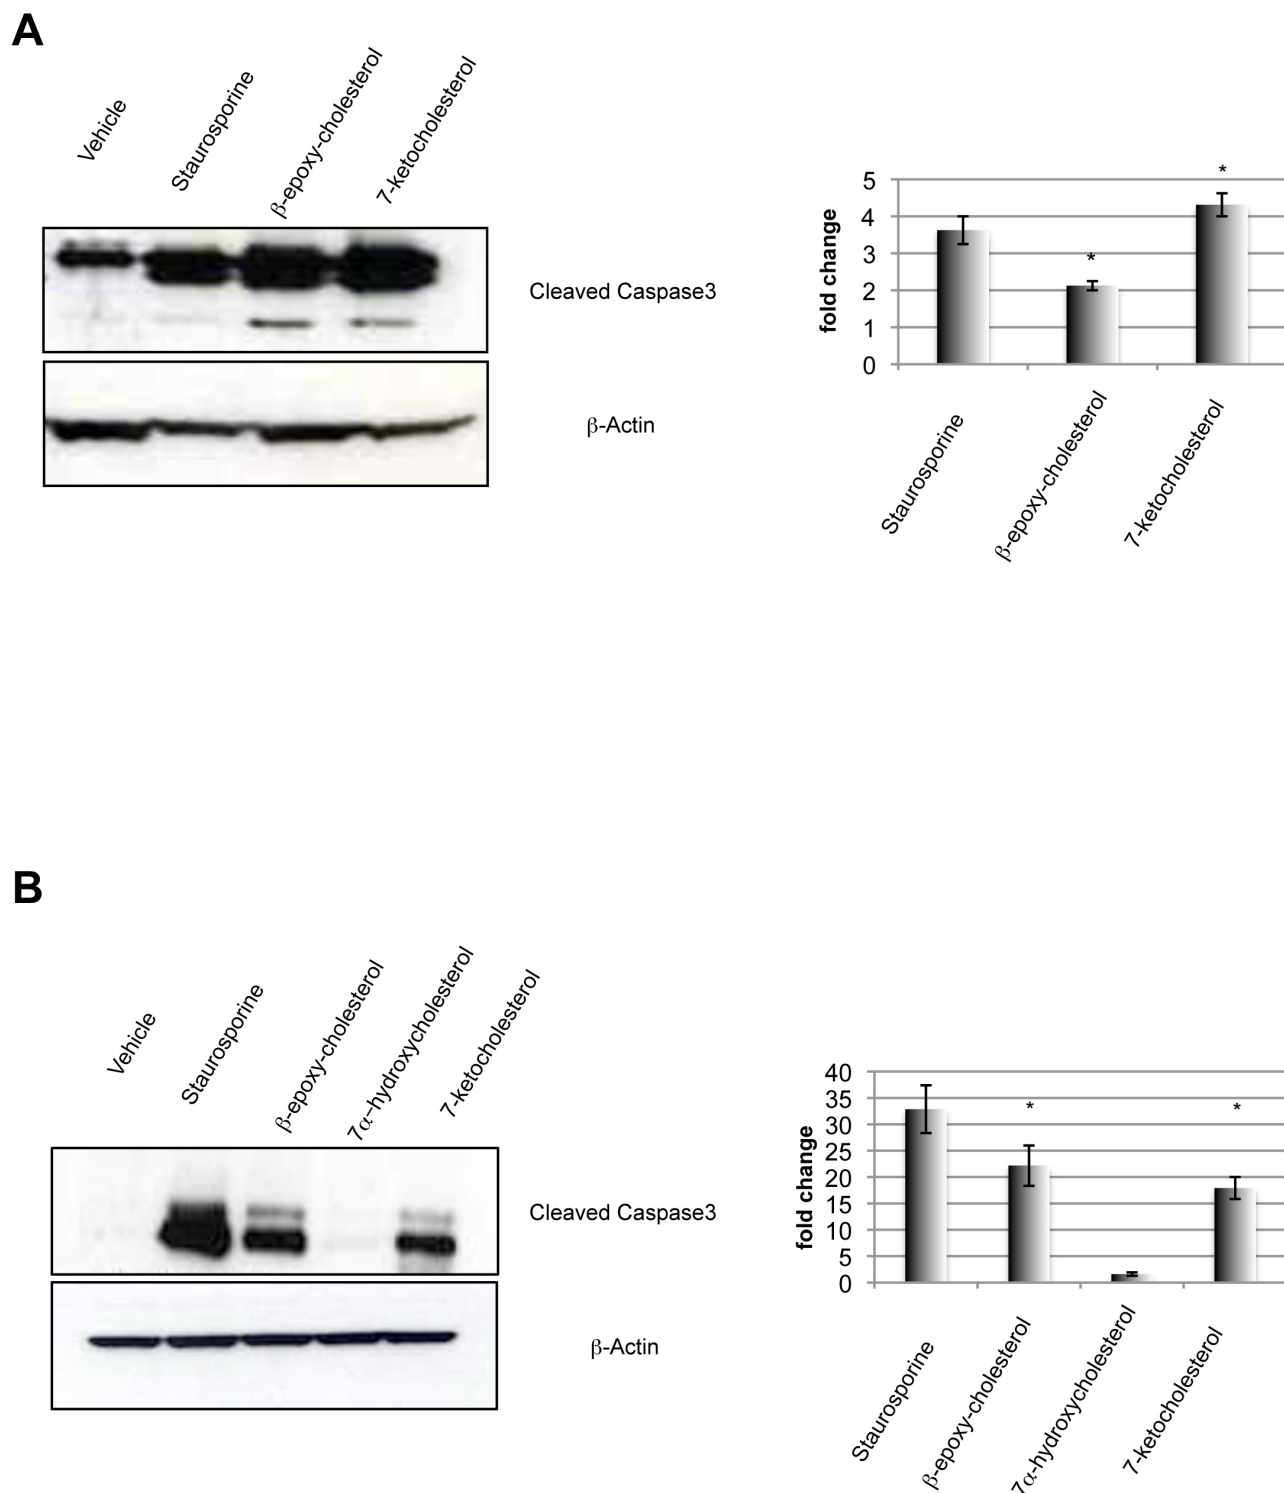 A
Vehicle
Staurosporine
β-epoxy-cholesterol
7-ketocholesterol
Cleaved Caspase3
β-Actin
fold change
5
4
3
2
1
0
*
*
Staurosporine
β-epoxy-cholesterol
7-ketocholesterol
B
Vehicle
Staurosporine
β-epoxy-cholesterol
7α-hydroxycholesterol
7-ketocholesterol
Cleaved Caspase3
β-Actin
fold change
40
35
30
25
20
15
10
5
0
*
*
Staurosporine
β-epoxy-cholesterol
7α-hydroxycholesterol
7-ketocholesterol